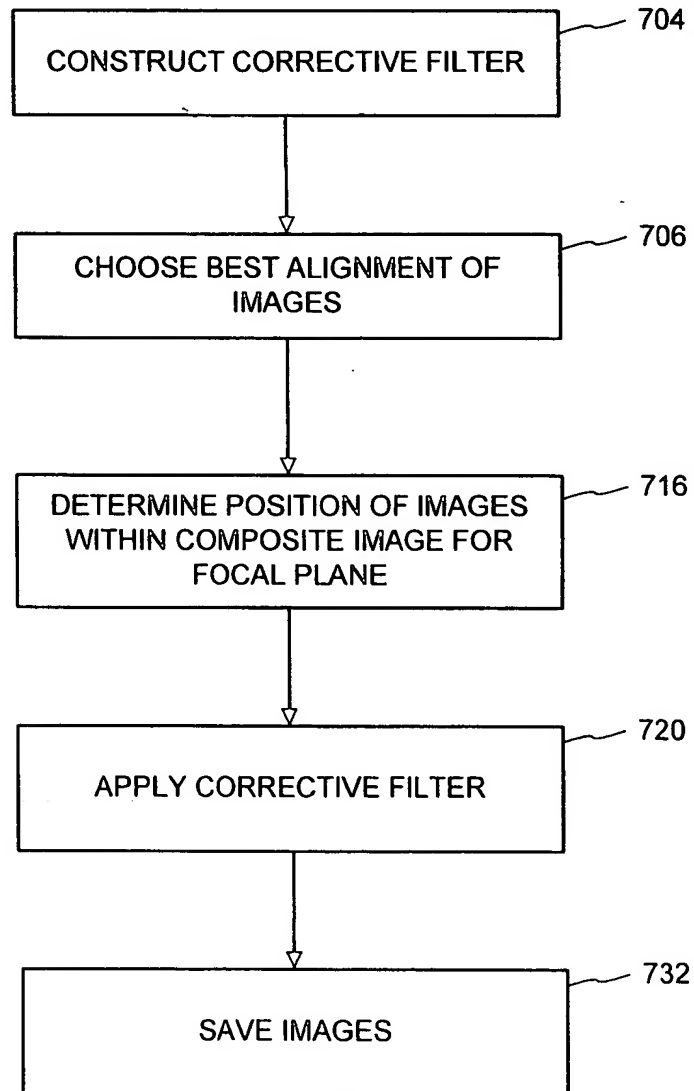 704
CONSTRUCT CORRECTIVE FILTER
706
CHOOSE BEST ALIGNMENT OF
IMAGES
716
DETERMINE POSITION OF IMAGES
WITHIN COMPOSITE IMAGE FOR
FOCAL PLANE
720
APPLY CORRECTIVE FILTER
732
SAVE IMAGES